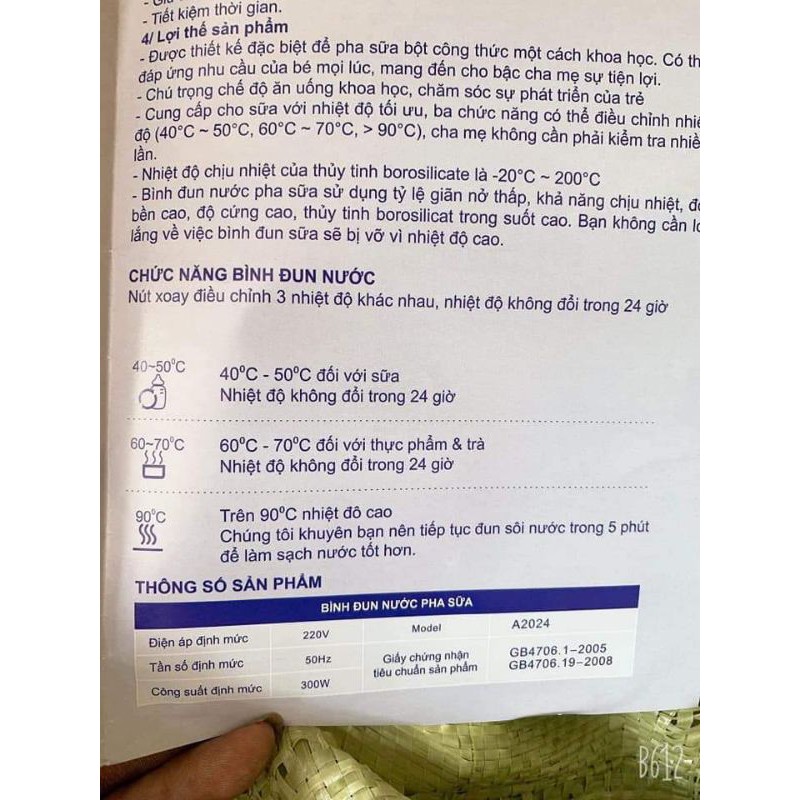 - Tiết kiệm thời gian.
4/ Lợi thế sản phẩm
- Được thiết kế đặc biệt để pha sữa bột công thức một cách khoa học. Có
đáp ứng nhu cầu của bé mọi lúc, mang đến cho bậc cha mẹ sự tiện lợi.
- Chú trọng chế độ ăn uống khoa học, chăm sóc sự phát triển của trẻ
- Cung cấp cho sữa với nhiệt độ tối ưu, ba chức năng có thể điều chỉnh
độ (40°C ~ 50°C, 60°C ~ 70°C, > 90°C), cha mẹ không cần phải kiểm tra
lần.
- Nhiệt độ chịu nhiệt của thủy tinh borosilicate là -20°C ~ 200°C
- Bình đun nước pha sữa sử dụng tỷ lệ giãn nở thấp, khả năng chịu nhiệt,
bền cao, độ cứng cao, thủy tinh borosilicat trong suốt cao. Bạn không cần
lắng về việc bình đun sữa sẽ bị vỡ vì nhiệt độ cao.
CHỨC NĂNG BÌNH ĐUN NƯỚC
Nút xoay điều chỉnh 3 nhiệt độ khác nhau, nhiệt độ không đổi trong 24 giờ
40~50°C
40°C - 50°C đối với sữa
Nhiệt độ không đổi trong 24 giờ
60~70°C
60°C - 70°C đối với thực phẩm & trà
Nhiệt độ không đổi trong 24 giờ
90°C
Trên 90°C nhiệt đô cao
Chúng tôi khuyên bạn nên tiếp tục đun sôi nước trong 5 phút
để làm sạch nước tốt hơn.
THÔNG SỐ SẢN PHẨM
BÌNH ĐUN NƯỚC PHA SỮA
Điện áp định mức 220V Model A2024
Tần số định mức 50Hz Giấy chứng nhận tiêu chuẩn sản phẩm GB4706.1-2005
GB4706.19-2008
Công suất định mức 300W
B612